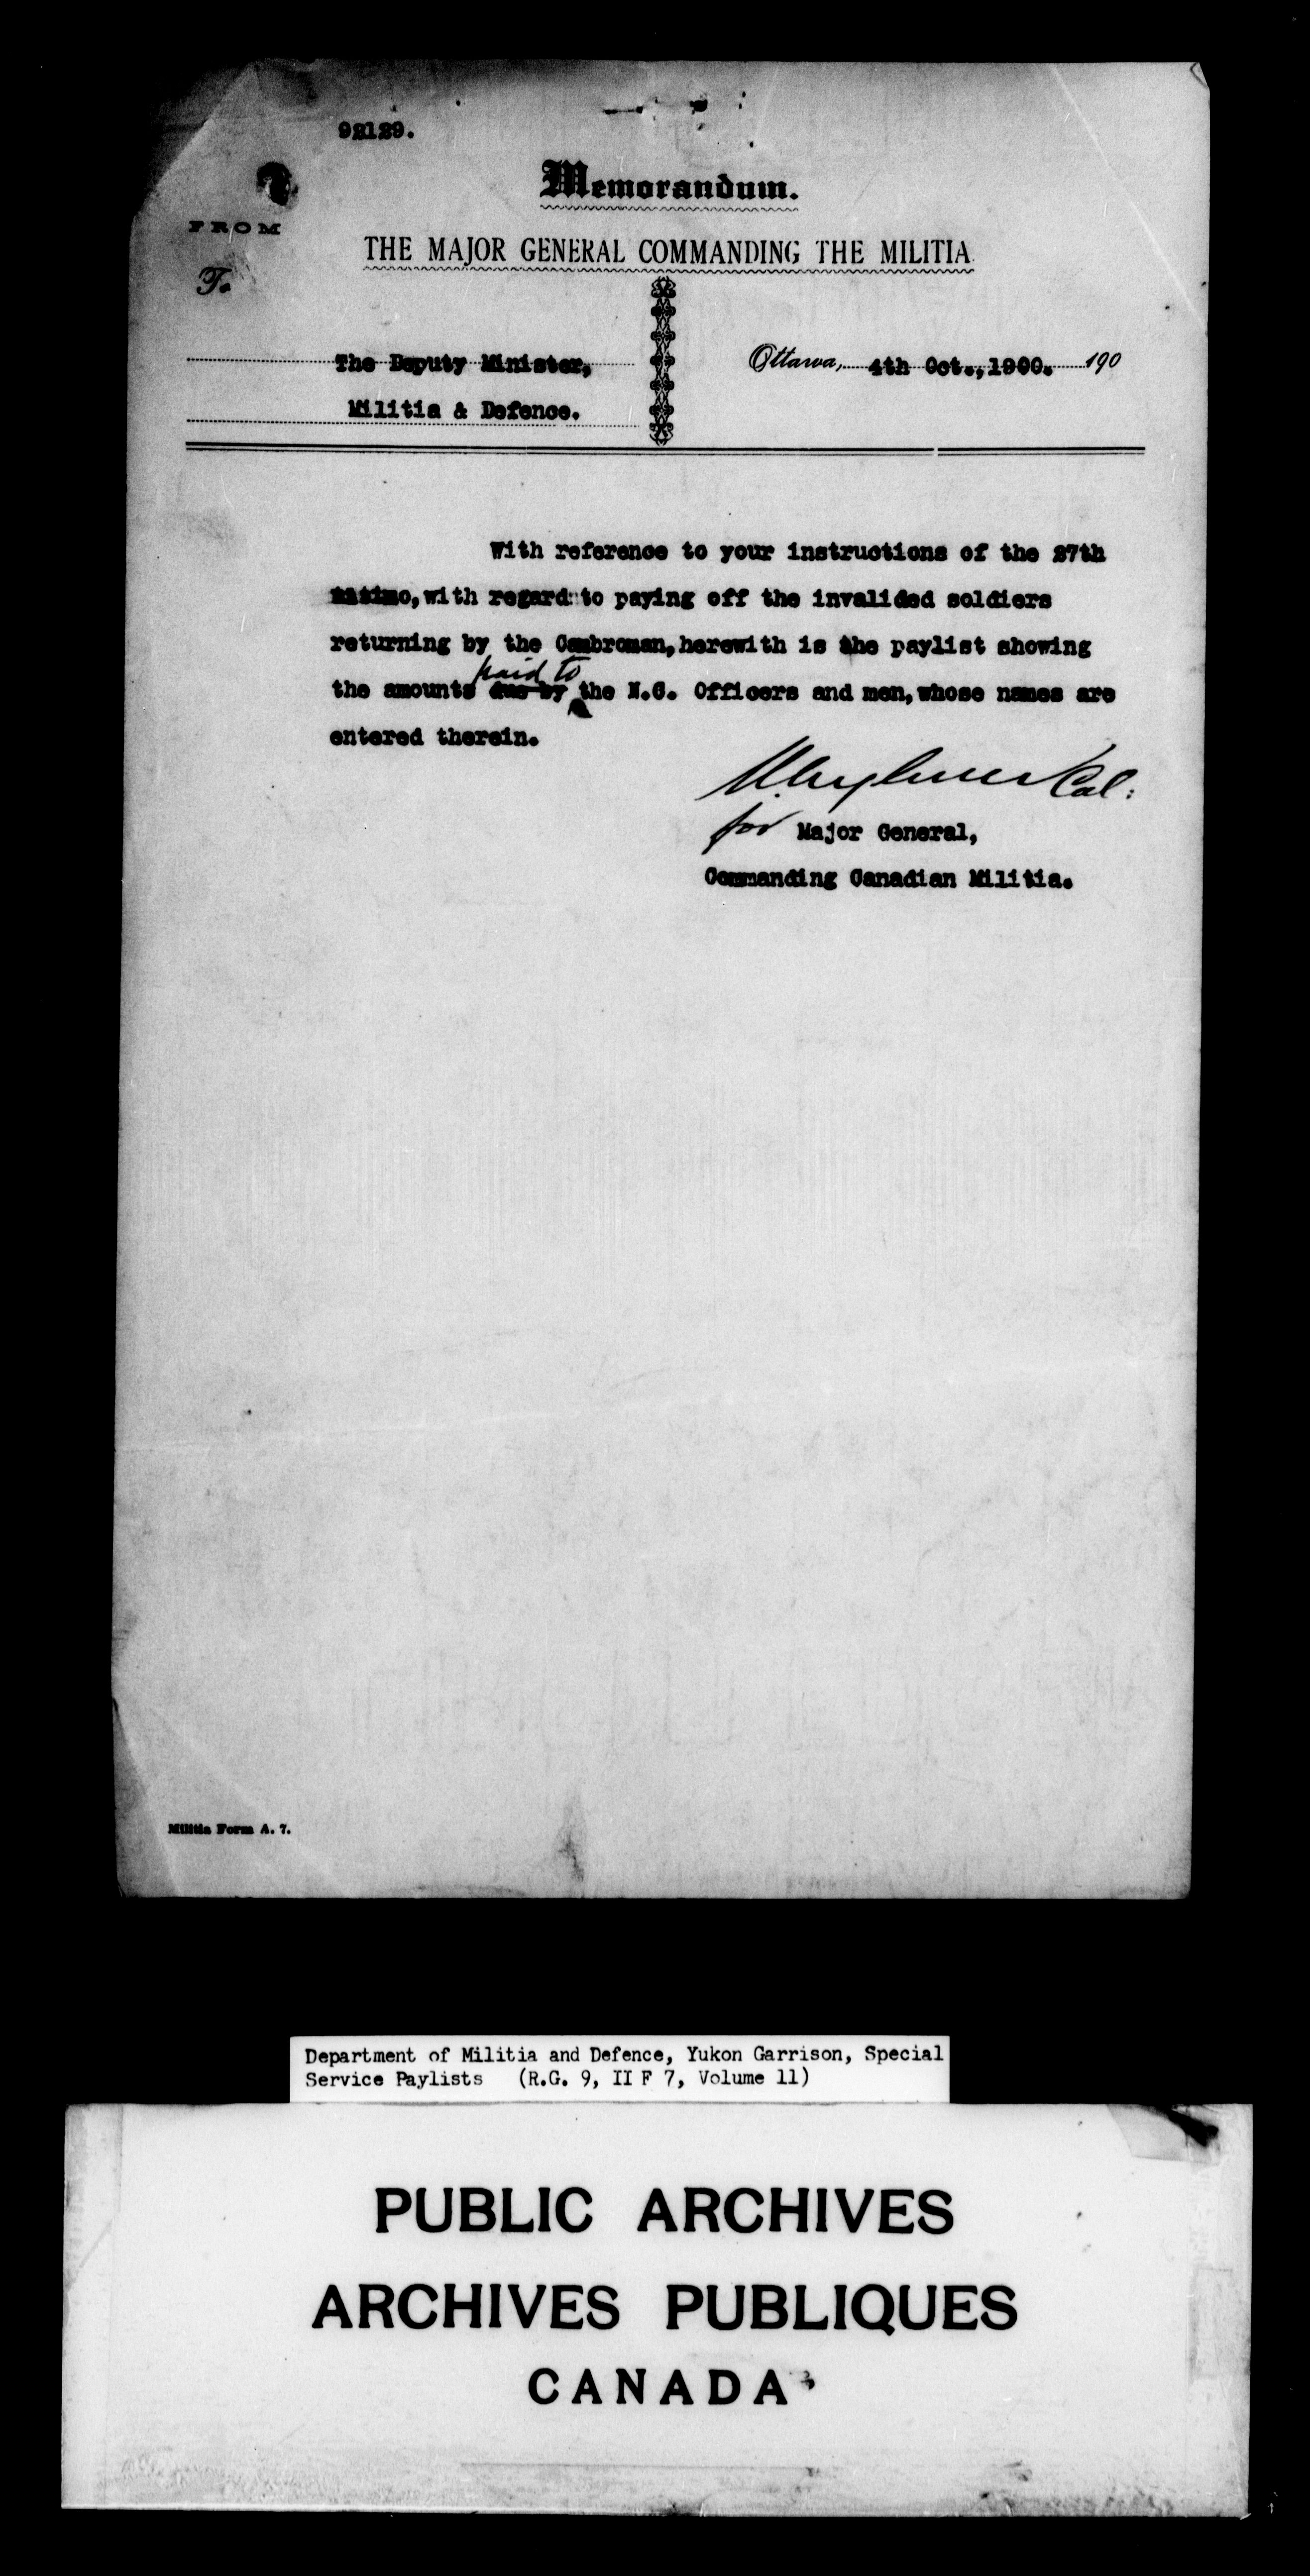 92129.
Memorandum.
FROM
THE MAJOR GENERAL COMMANDING THE MILITIA.
To
The Deputy Minister, Ottawa, 4th Oct., 1900. 190
Militia & Defence.
With reference to your instructions of the 27th
ultimo, with regard to paying off the invalided soldiers
returning by the Cambroman, herewith is the paylist showing
paid to
the amounts due by the N.C. Officers and men, whose names are
entered therein.
Col:
for Major General,
Commanding Canadian Militia.
Militia Form A. 7.
Department of Militia and Defence, Yukon Garrison, Special
Service Paylists (R.G. 9, II F 7, Volume 11)
PUBLIC ARCHIVES
ARCHIVES PUBLIQUES
CANADA